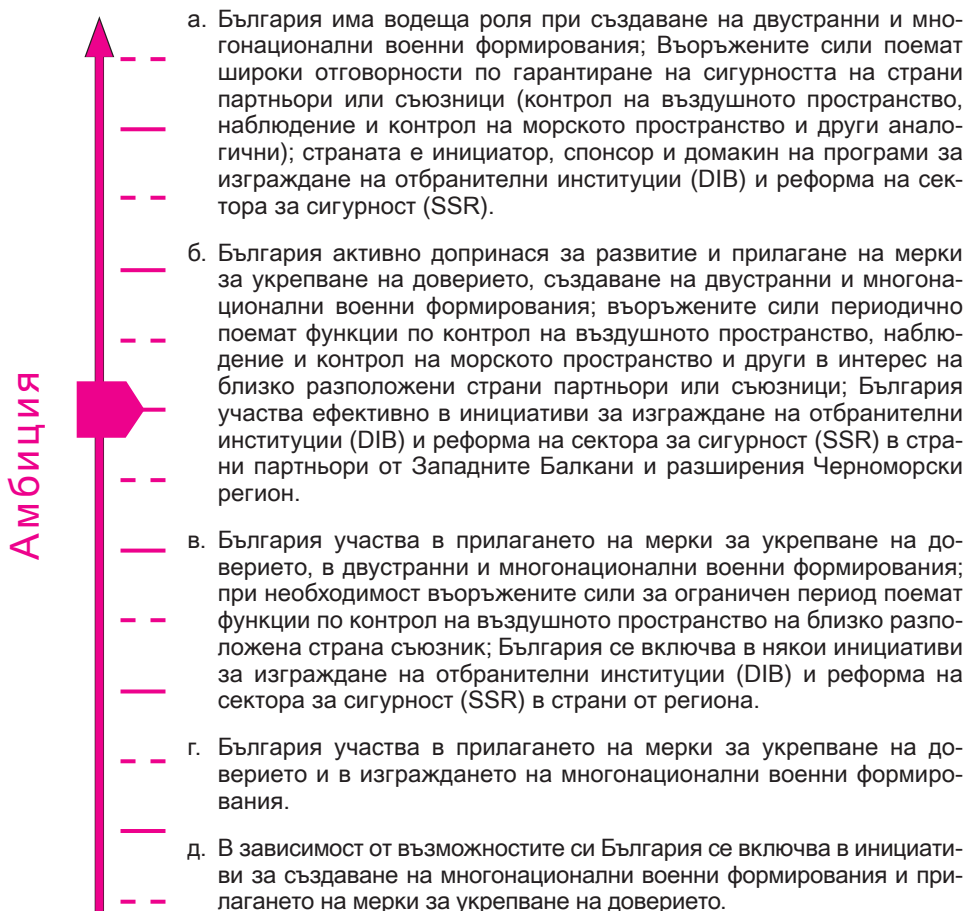 а. България има водеща роля при създаване на двустранни и мно-
гонационални военни формирования; Въоръжените сили поемат
широки отговорности по гарантиране на сигурността на страни
партньори или съюзници (контрол на въздушното пространство,
наблюдение и контрол на морското пространство и други анало-
гични); страната е инициатор, спонсор и домакин на програми за
изграждане на отбранителни институции (DIB) и реформа на сек-
тора за сигурност (SSR).
б. България активно допринася за развитие и прилагане на мерки
за укрепване на доверието, създаване на двустранни и многона-
ционални военни формирования; въоръжените сили периодично
поемат функции по контрол на въздушното пространство, наблю-
дение и контрол на морското пространство и други в интерес на
близко разположени страни партньори или съюзници; България
участва ефективно в инициативи за изграждане на отбранителни
институции (DIB) и реформа на сектора за сигурност (SSR) в стра-
ни партньори от Западните Балкани и разширения Черноморски
регион.
Амбиция
в. България участва в прилагането на мерки за укрепване на до-
верието, в двустранни и многонационални военни формирования;
при необходимост въоръжените сили за ограничен период поемат
функции по контрол на въздушното пространство на близко разпо-
ложена страна съюзник; България се включва в някои инициативи
за изграждане на отбранителни институции (DIB) и реформа на
сектора за сигурност (SSR) в страни от региона.
г. България участва в прилагането на мерки за укрепване на до-
верието и в изграждането на многонационални военни формиро-
вания.
д. В зависимост от възможностите си България се включва в инициати-
ви за създаване на многонационални военни формирования и при-
лагането на мерки за укрепване на доверието.